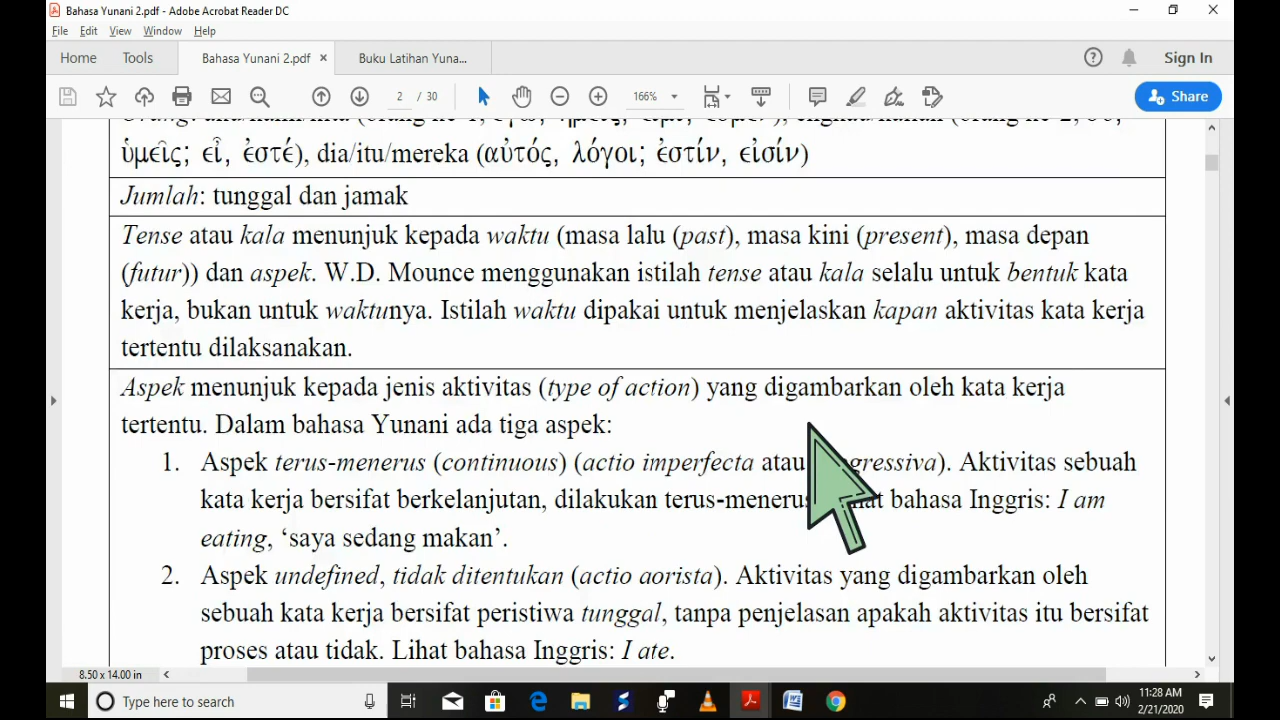 Bahasa Yunani 2.pdf - Adobe Acrobat Reader DC
File Edit View Window Help
Home Tools Bahasa Yunani 2.pdf × Buku Latihan Yuna... Sign In
2 / 30 166% Share
ὑμεῖς; εἶ, ἐστέ), dia/itu/mereka (αὐτός, λόγοι; ἐστίν, εἰσίν)
Jumlah: tunggal dan jamak
Tense atau kala menunjuk kepada waktu (masa lalu (past), masa kini (present), masa depan
(futur)) dan aspek. W.D. Mounce menggunakan istilah tense atau kala selalu untuk bentuk kata
kerja, bukan untuk waktunya. Istilah waktu dipakai untuk menjelaskan kapan aktivitas kata kerja
tertentu dilaksanakan.
Aspek menunjuk kepada jenis aktivitas (type of action) yang digambarkan oleh kata kerja
tertentu. Dalam bahasa Yunani ada tiga aspek:
1. Aspek terus-menerus (continuous) (actio imperfecta atau gressiva). Aktivitas sebuah
kata kerja bersifat berkelanjutan, dilakukan terus-menerus bahasa Inggris: I am
eating, ‘saya sedang makan’.
2. Aspek undefined, tidak ditentukan (actio aorista). Aktivitas yang digambarkan oleh
sebuah kata kerja bersifat peristiwa tunggal, tanpa penjelasan apakah aktivitas itu bersifat
proses atau tidak. Lihat bahasa Inggris: I ate.
8.50 x 14.00 in
Type here to search
11:28 AM
2/21/2020